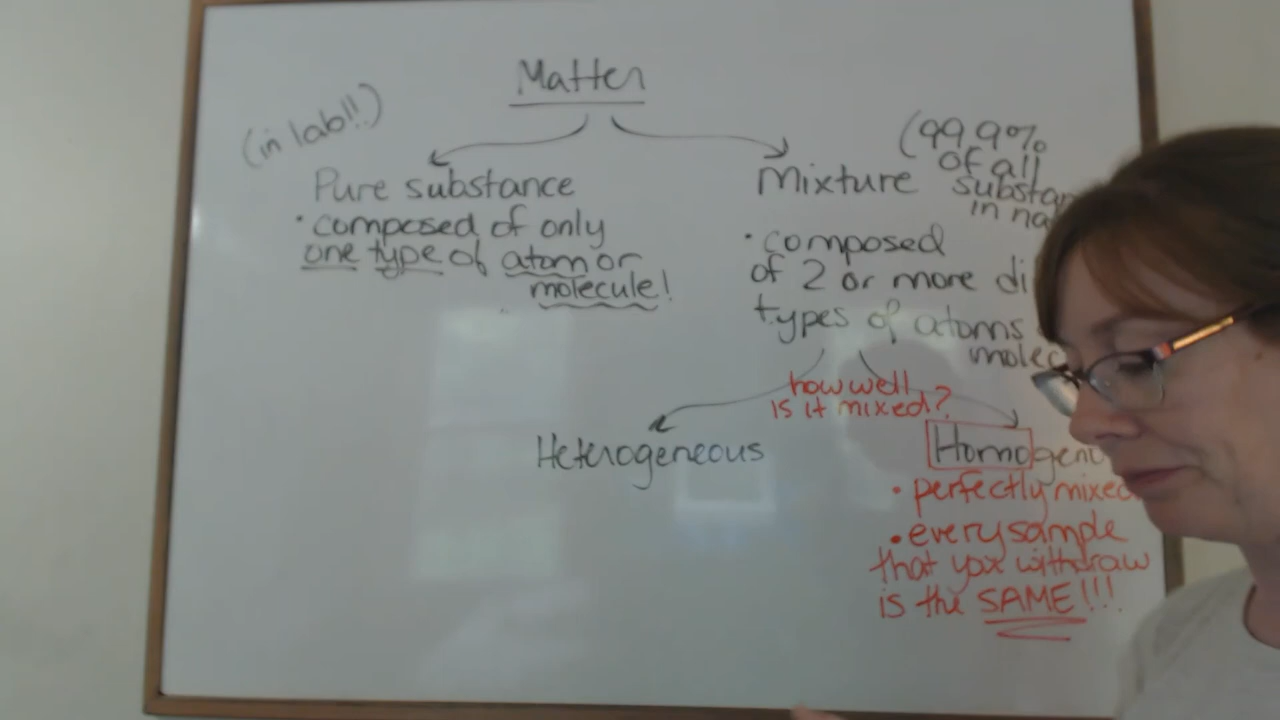 Matter
(in lab!!)
Pure substance
• composed of only
one type of atom or
molecule!
(99.9%
of all
in
Mixture
• composed
of 2 or more
types of atoms
how well
is it mixed?
Heterogeneous
• perfectly mixed
• every sample
that you withdraw
is the SAME!!!